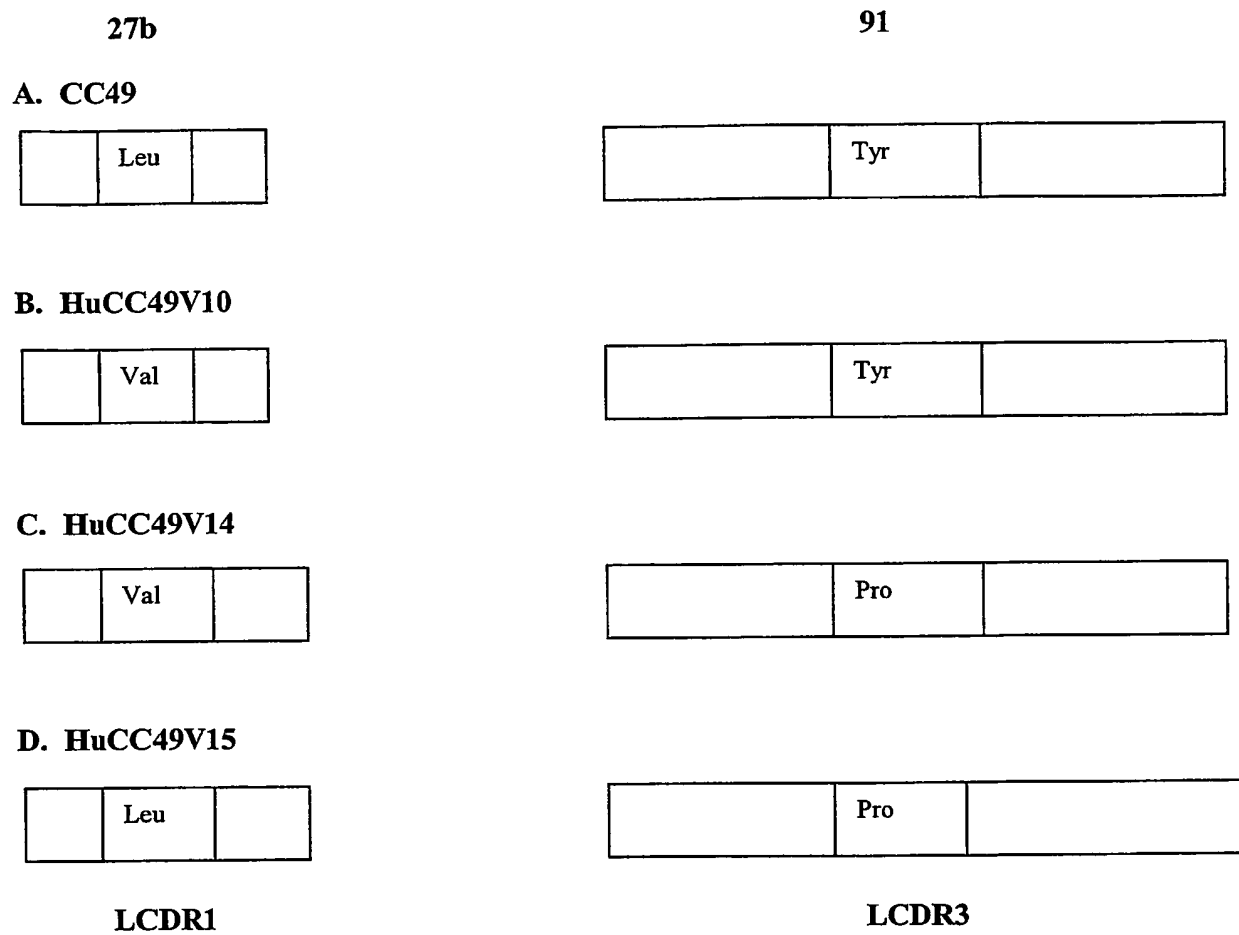 27b 91
A. CC49
Leu Tyr
B. HuCC49V10
Val Tyr
C. HuCC49V14
Val Pro
D. HuCC49V15
Leu Pro
LCDR1 LCDR3